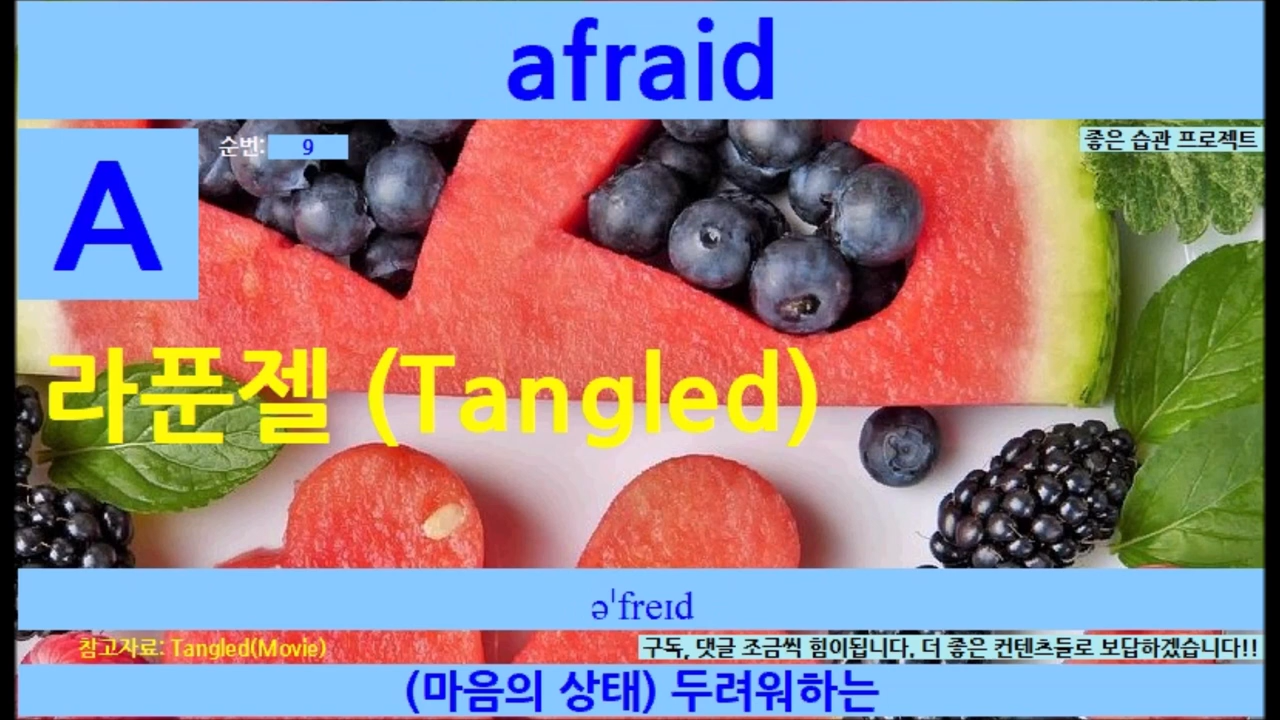 afraid
순번: 9
좋은 습관 프로젝트
A
라푼젤 (Tangled)
əˈfreɪd
참고자료: Tangled(Movie)
구독, 댓글 조금씩 힘이됩니다, 더 좋은 컨텐츠들로 보답하겠습니다!!
(마음의 상태) 두려워하는